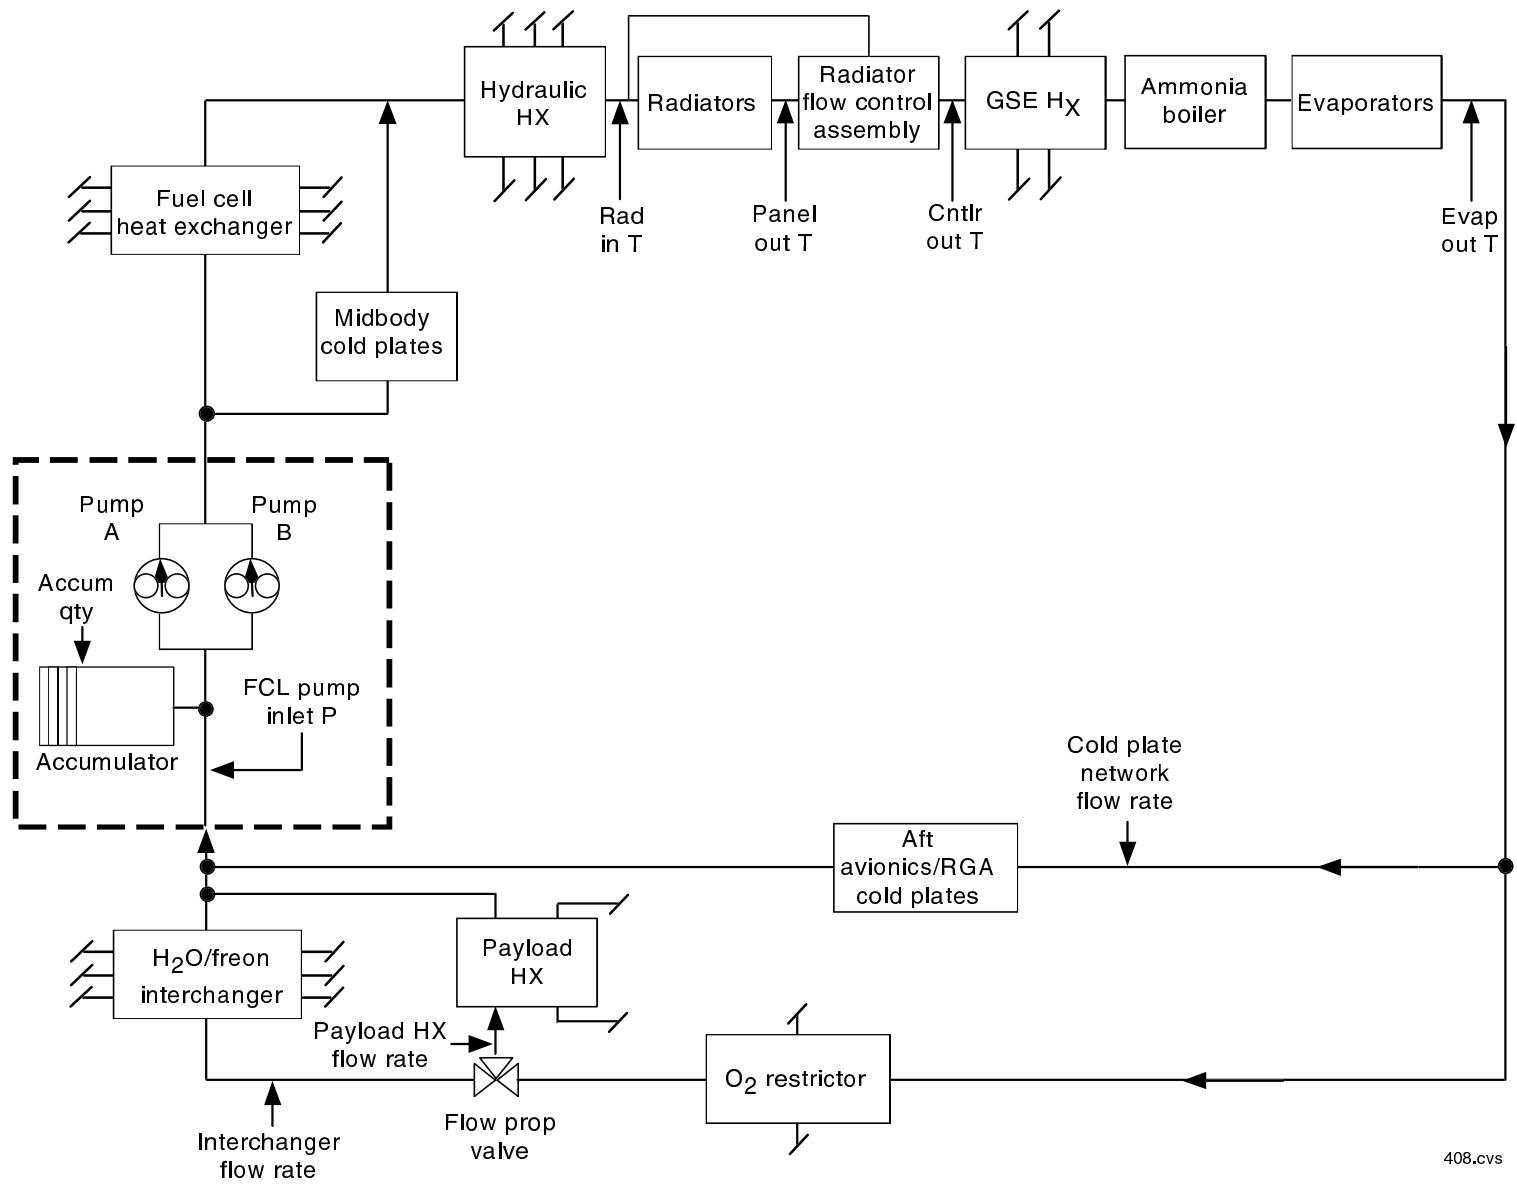 Hydraulic
HX
Radiators
Radiator
flow control
assembly
GSE HX
Ammonia
boiler
Evaporators
Fuel cell
heat exchanger
Rad
in T
Panel
out T
Cntlr
out T
Evap
out T
Midbody
cold plates
Pump
A
Pump
B
Accum
qty
FCL pump
inlet P
Accumulator
Cold plate
network
flow rate
Aft
avionics/RGA
cold plates
H2O/freon
interchanger
Payload
HX
Payload HX
flow rate
O2 restrictor
Flow prop
valve
Interchanger
flow rate
408.cvs